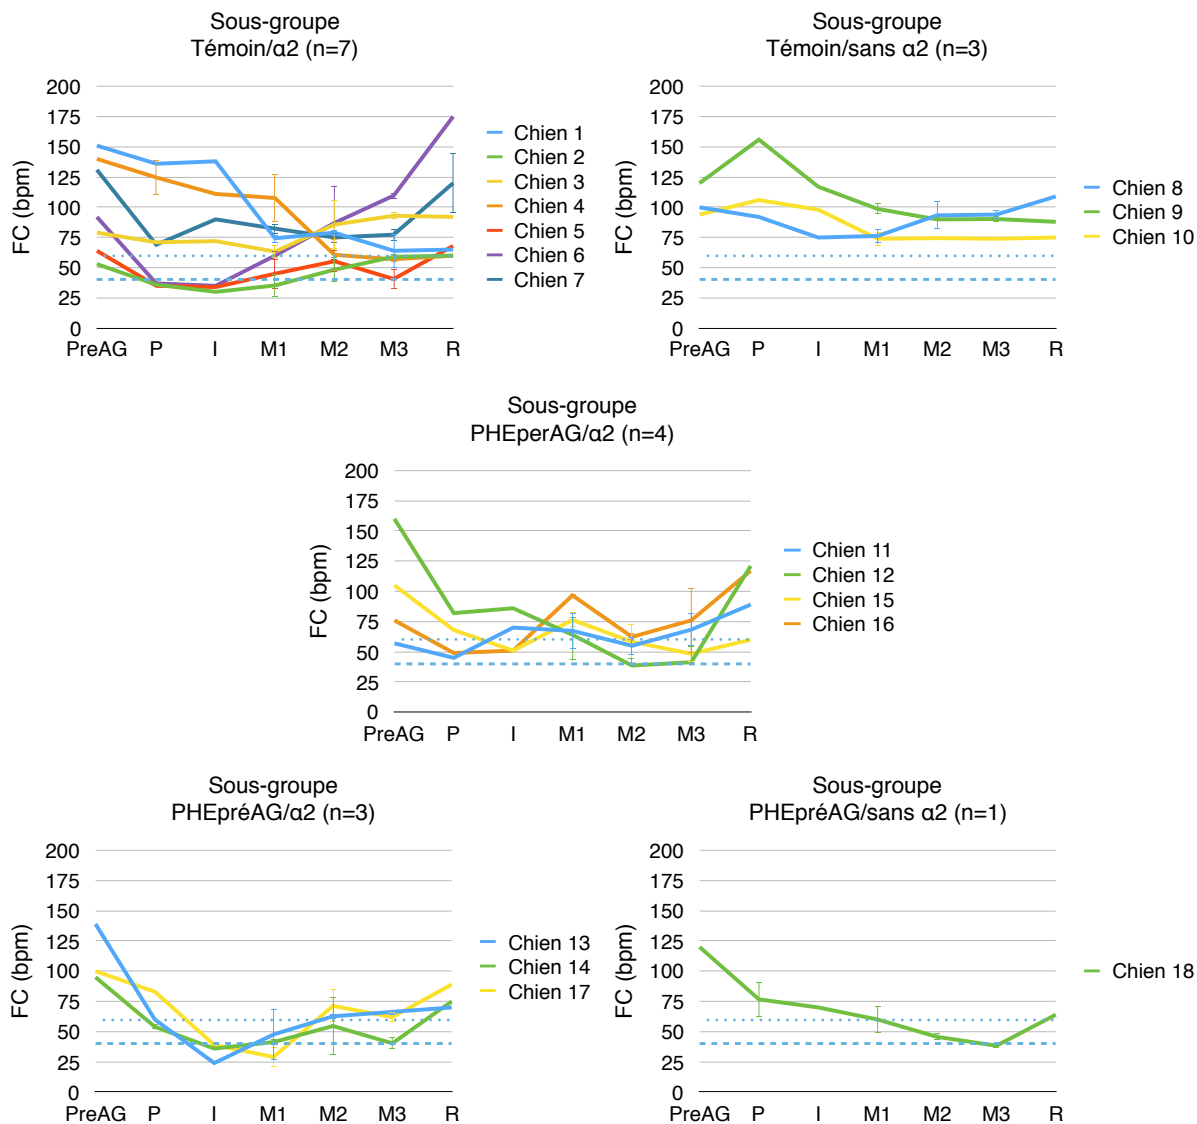 Sous-groupe
Témoin/α2 (n=7)
FC (bpm)
200
175
150
125
100
75
50
25
0
PreAG P I M1 M2 M3 R
Chien 1
Chien 2
Chien 3
Chien 4
Chien 5
Chien 6
Chien 7
Sous-groupe
Témoin/sans α2 (n=3)
FC (bpm)
200
175
150
125
100
75
50
25
0
PreAG P I M1 M2 M3 R
Chien 8
Chien 9
Chien 10
Sous-groupe
PHEperAG/α2 (n=4)
FC (bpm)
200
175
150
125
100
75
50
25
0
PreAG P I M1 M2 M3 R
Chien 11
Chien 12
Chien 15
Chien 16
Sous-groupe
PHEpréAG/α2 (n=3)
FC (bpm)
200
175
150
125
100
75
50
25
0
PreAG P I M1 M2 M3 R
Chien 13
Chien 14
Chien 17
Sous-groupe
PHEpréAG/sans α2 (n=1)
FC (bpm)
200
175
150
125
100
75
50
25
0
PreAG P I M1 M2 M3 R
Chien 18